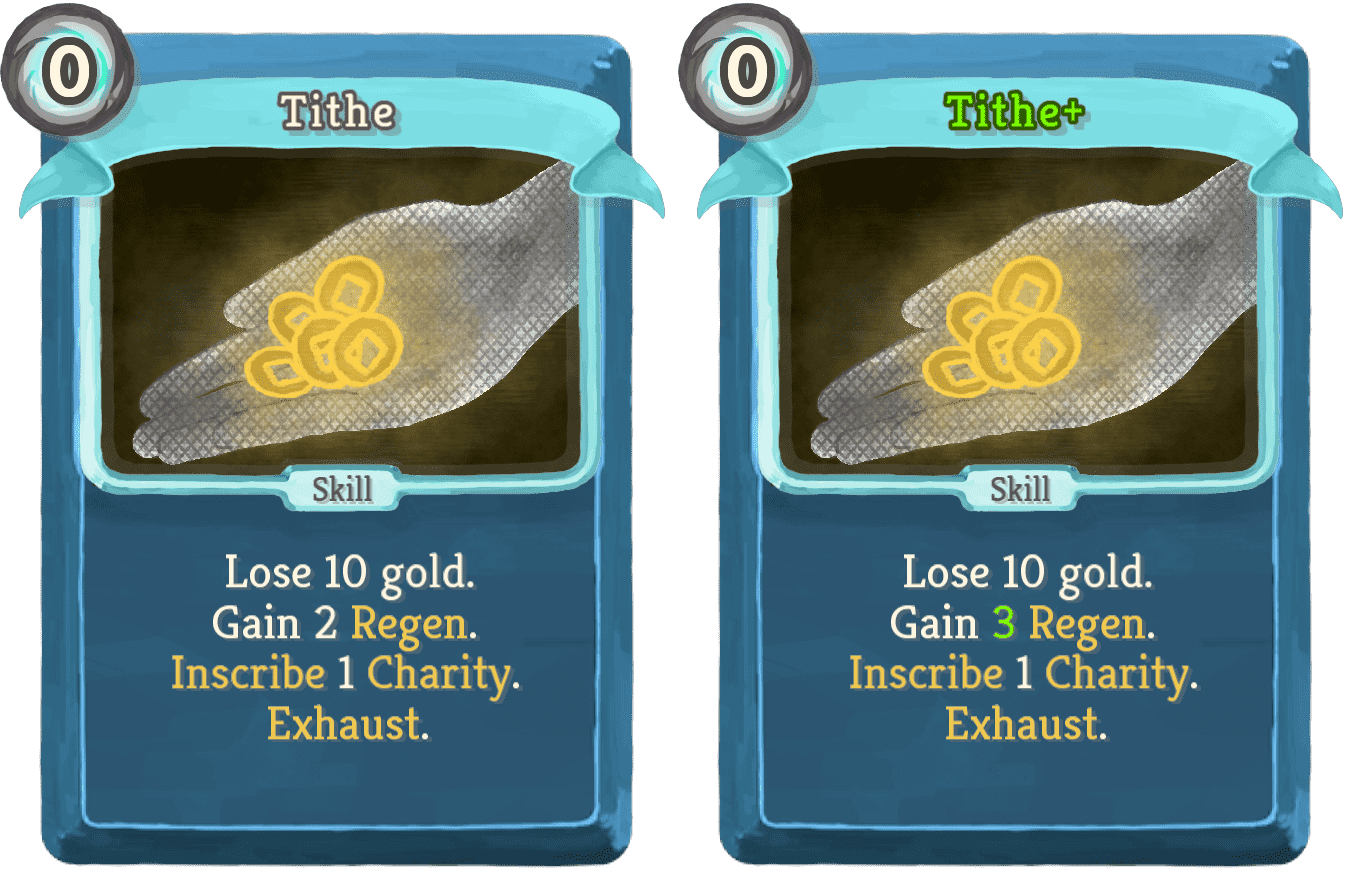 0
Tithe
Skill
Lose 10 gold.
Gain 2 Regen.
Inscribe 1 Charity.
Exhaust.
0
Tithe+
Skill
Lose 10 gold.
Gain 3 Regen.
Inscribe 1 Charity.
Exhaust.